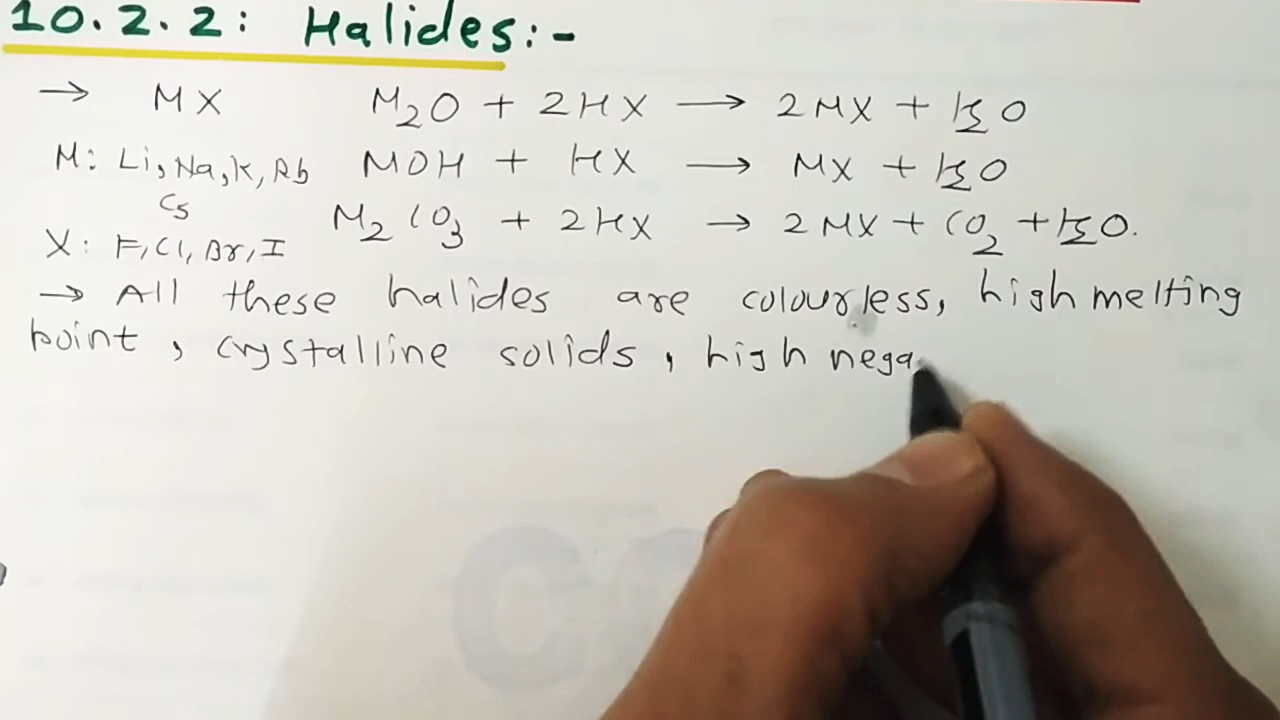 10.2.2: Halides:-
→ MX M₂O + 2HX → 2MX + H₂O
M: Li, Na, K, Rb MOH + HX → MX + H₂O
Cs M₂CO₃ + 2HX → 2MX + CO₂ + H₂O.
X: F, Cl, Br, I
→ All these halides are colourless, high melting
point, crystalline solids, high nega